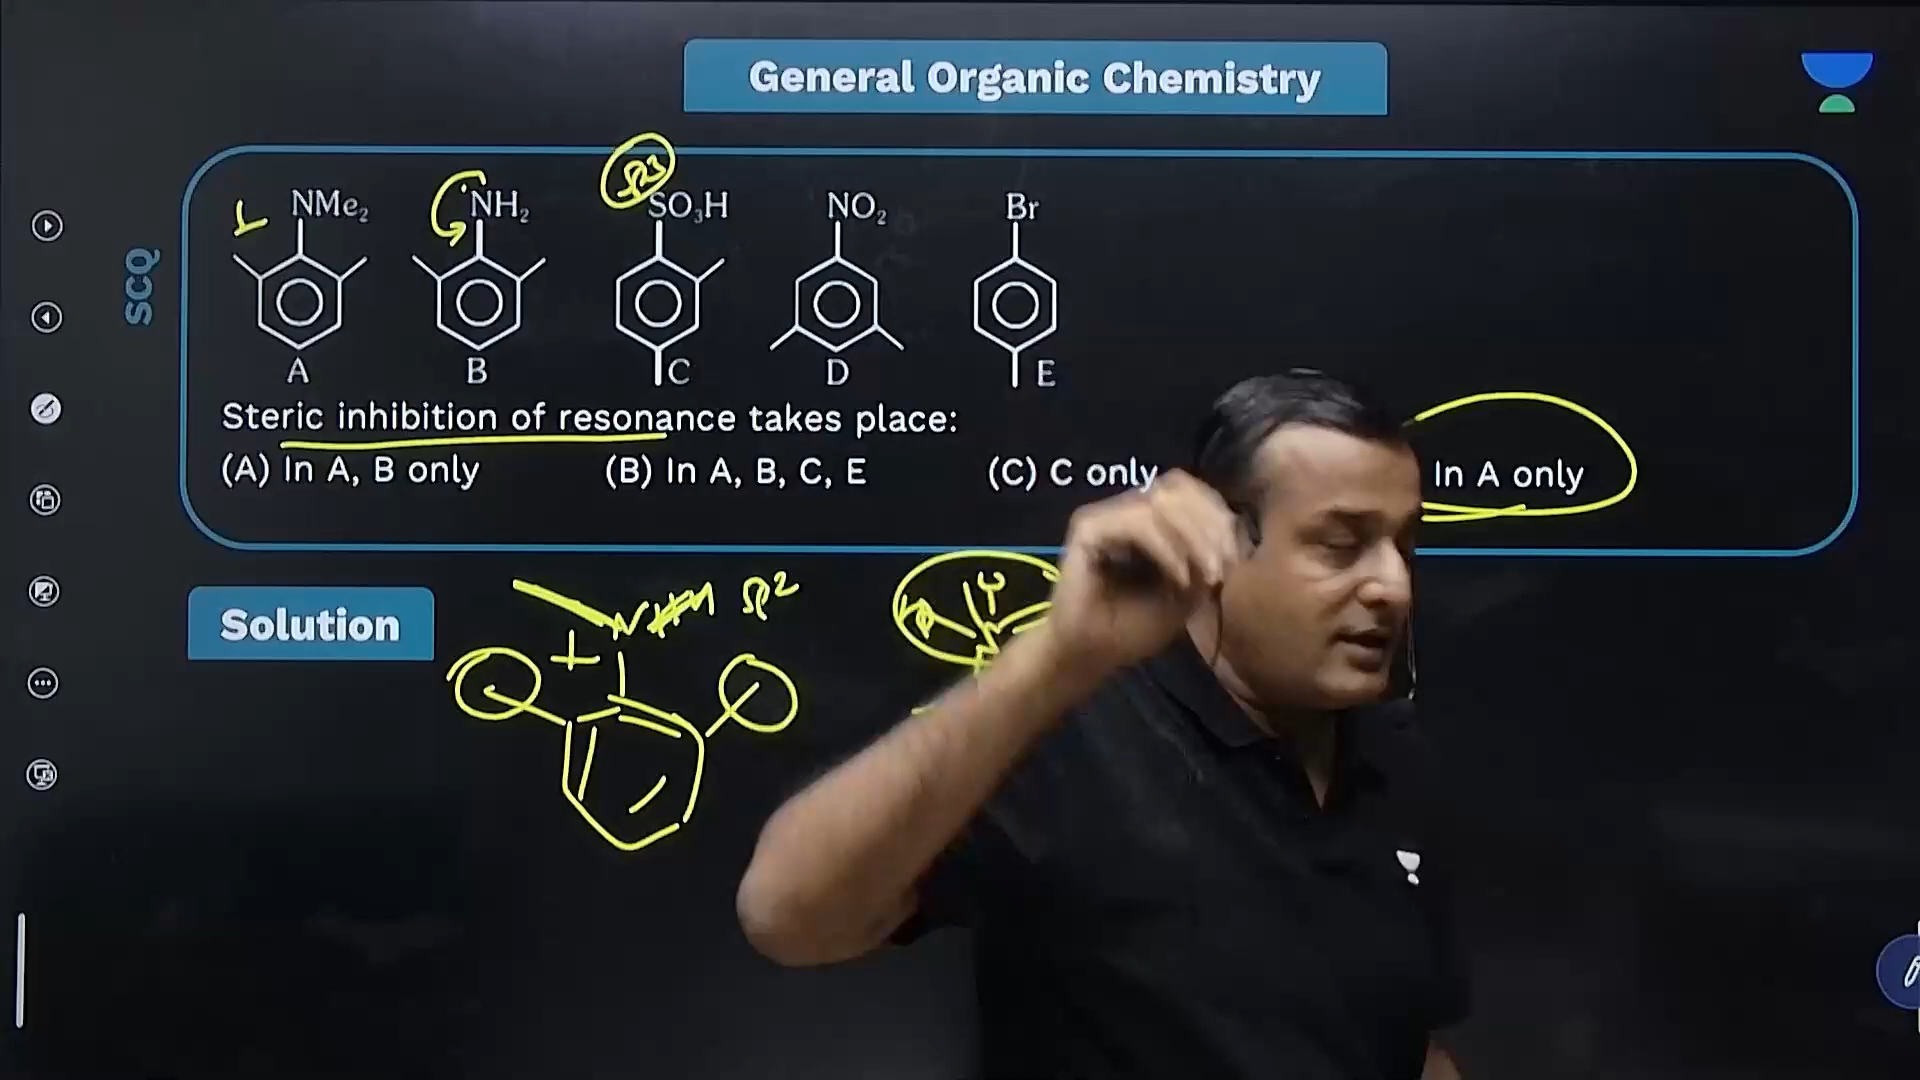 General Organic Chemistry
SCQ
NMe₂ NH₂ SO₃H NO₂ Br
sp3
A B C D E
Steric inhibition of resonance takes place:
(A) In A, B only (B) In A, B, C, E (C) C only In A only
Solution
N sp2